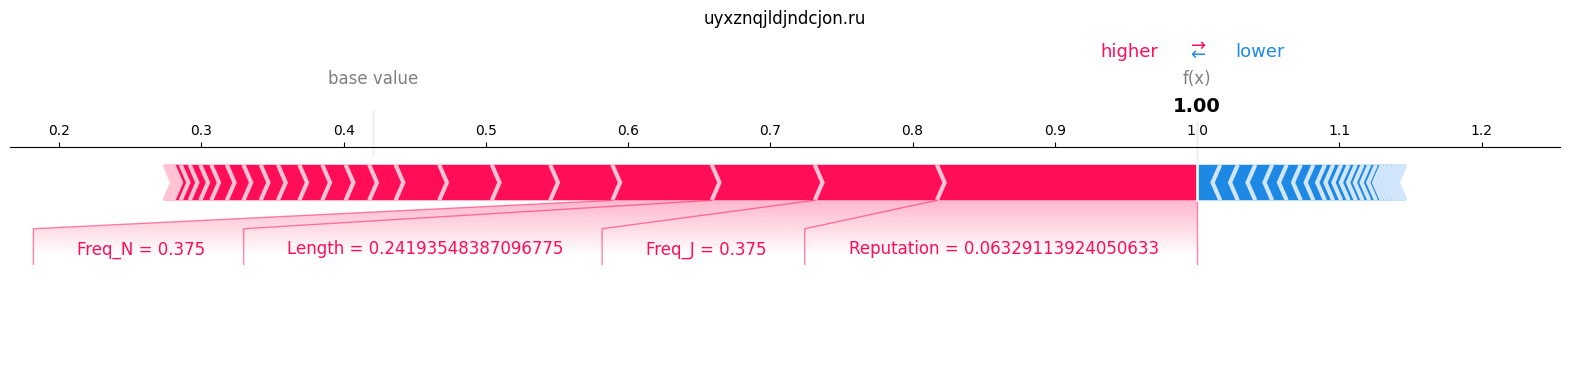 uyxznqjldjndcjon.ru
higher → ← lower
base value f(x)
1.00
0.2 0.3 0.4 0.5 0.6 0.7 0.8 0.9 1.0 1.1 1.2
Freq_N = 0.375 Length = 0.24193548387096775 Freq_J = 0.375 Reputation = 0.06329113924050633